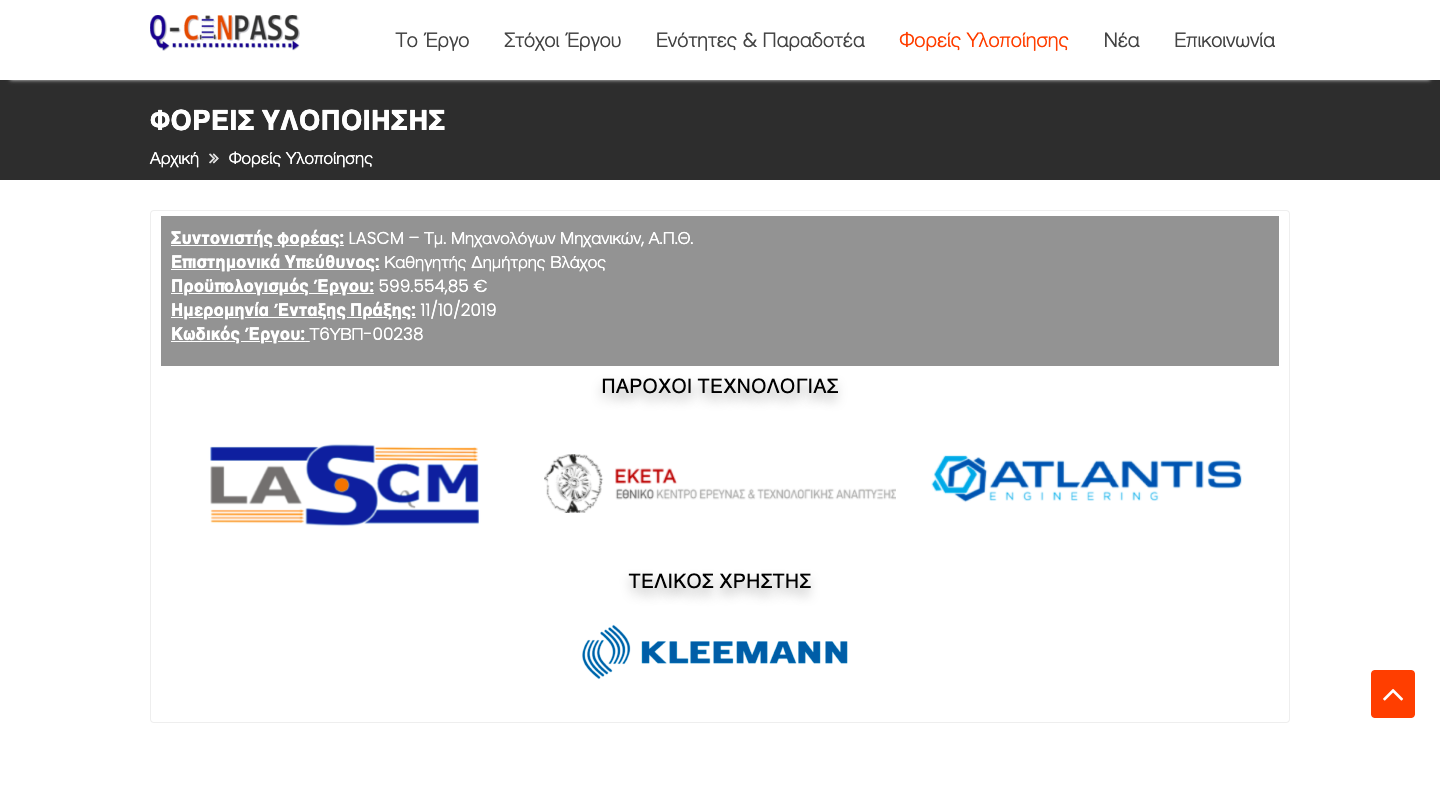 Q-CONPASS
Το Έργο Στόχοι Έργου Ενότητες & Παραδοτέα Φορείς Υλοποίησης Νέα Επικοινωνία
ΦΟΡΕΙΣ ΥΛΟΠΟΙΗΣΗΣ
Αρχική » Φορείς Υλοποίησης
Συντονιστής φορέας: LASCM – Τμ. Μηχανολόγων Μηχανικών, Α.Π.Θ.
Επιστημονικά Υπεύθυνος: Καθηγητής Δημήτρης Βλάχος
Προϋπολογισμός Έργου: 599.554,85 €
Ημερομηνία Ένταξης Πράξης: 11/10/2019
Κωδικός Έργου: Τ6ΥΒΠ-00238
ΠΑΡΟΧΟΙ ΤΕΧΝΟΛΟΓΙΑΣ
LASCM
ΕΚΕΤΑ
ΕΘΝΙΚΟ ΚΕΝΤΡΟ ΕΡΕΥΝΑΣ & ΤΕΧΝΟΛΟΓΙΚΗΣ ΑΝΑΠΤΥΞΗΣ
ATLANTIS
ENGINEERING
ΤΕΛΙΚΟΣ ΧΡΗΣΤΗΣ
KLEEMANN